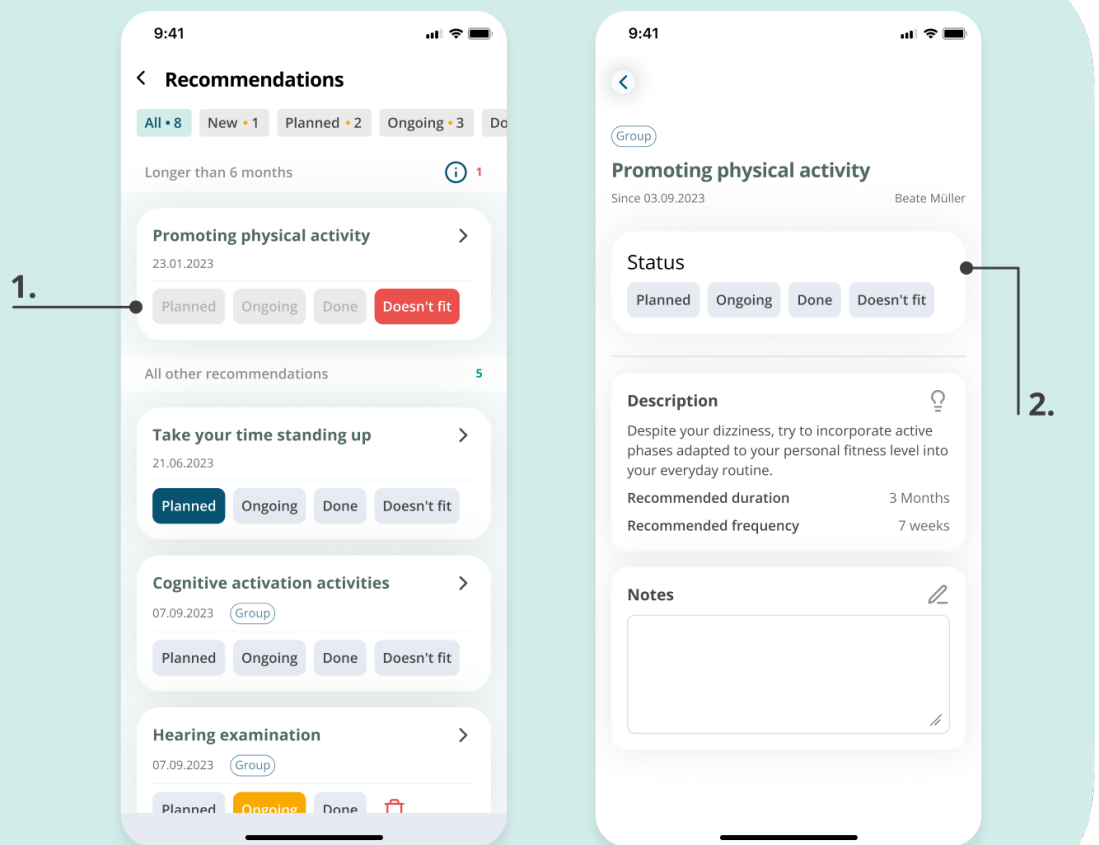 9:41
Recommendations
All • 8 New • 1 Planned • 2 Ongoing • 3 Do
Longer than 6 months 1
Promoting physical activity
23.01.2023
1.
Planned Ongoing Done Doesn't fit
All other recommendations 5
Take your time standing up
21.06.2023
Planned Ongoing Done Doesn't fit
Cognitive activation activities
07.09.2023 Group
Planned Ongoing Done Doesn't fit
Hearing examination
07.09.2023 Group
Planned Ongoing Done
9:41
Group
Promoting physical activity
Since 03.09.2023 Beate Müller
Status
Planned Ongoing Done Doesn't fit
2.
Description
Despite your dizziness, try to incorporate active
phases adapted to your personal fitness level into
your everyday routine.
Recommended duration 3 Months
Recommended frequency 7 weeks
Notes